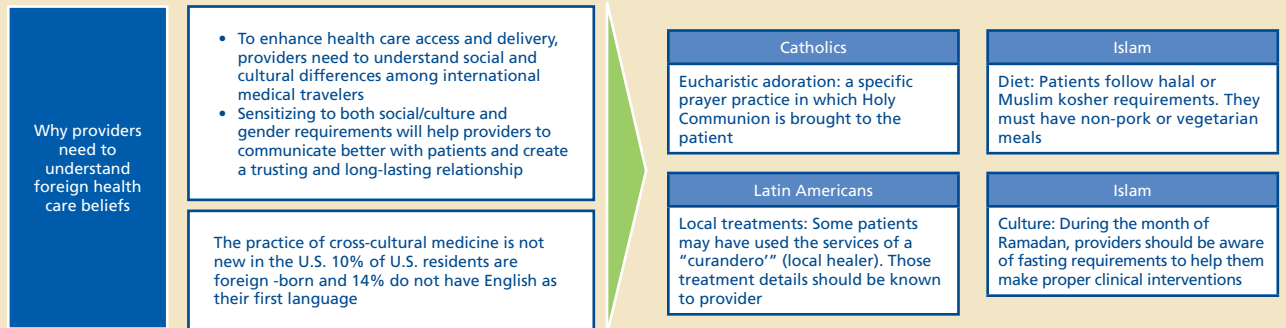 Why providers
need to
understand
foreign health
care beliefs
• To enhance health care access and delivery,
providers need to understand social and
cultural differences among international
medical travelers
• Sensitizing to both social/culture and
gender requirements will help providers to
communicate better with patients and create
a trusting and long-lasting relationship
The practice of cross-cultural medicine is not
new in the U.S. 10% of U.S. residents are
foreign -born and 14% do not have English as
their first language
Catholics
Eucharistic adoration: a specific
prayer practice in which Holy
Communion is brought to the
patient
Islam
Diet: Patients follow halal or
Muslim kosher requirements. They
must have non-pork or vegetarian
meals
Latin Americans
Local treatments: Some patients
may have used the services of a
“curandero’” (local healer). Those
treatment details should be known
to provider
Islam
Culture: During the month of
Ramadan, providers should be aware
of fasting requirements to help them
make proper clinical interventions